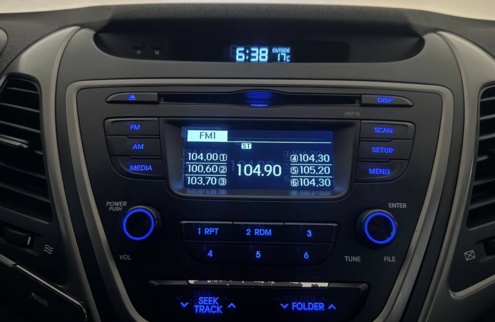 6:38 OUTSIDE 17°C
DISP
FM
AM
MEDIA
FM1
ST
104,00 1
100,60 2
103,70 3
104.90
4 104,30
5 105,20
6 104,30
SCAN
SETUP
MENU
POWER
PUSH
VOL
1 RPT 2 RDM 3
4 5 6
ENTER
TUNE FILE
SEEK
TRACK
FOLDER